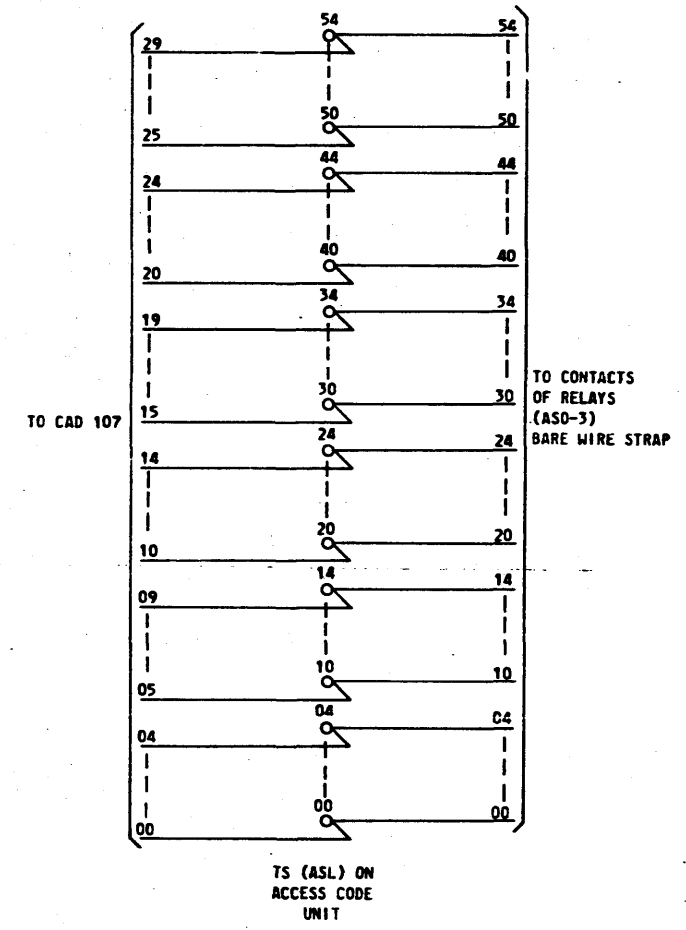 54 54
29
50 50
25
44 44
24
40 40
20
34 34
19
TO CONTACTS
OF RELAYS
(ASO-3)
BARE WIRE STRAP
30 30
TO CAD 107 15
24 24
14
20 20
10
14 14
09
10 10
05
04 04
04
00 00
00
TS (ASL) ON
ACCESS CODE
UNIT